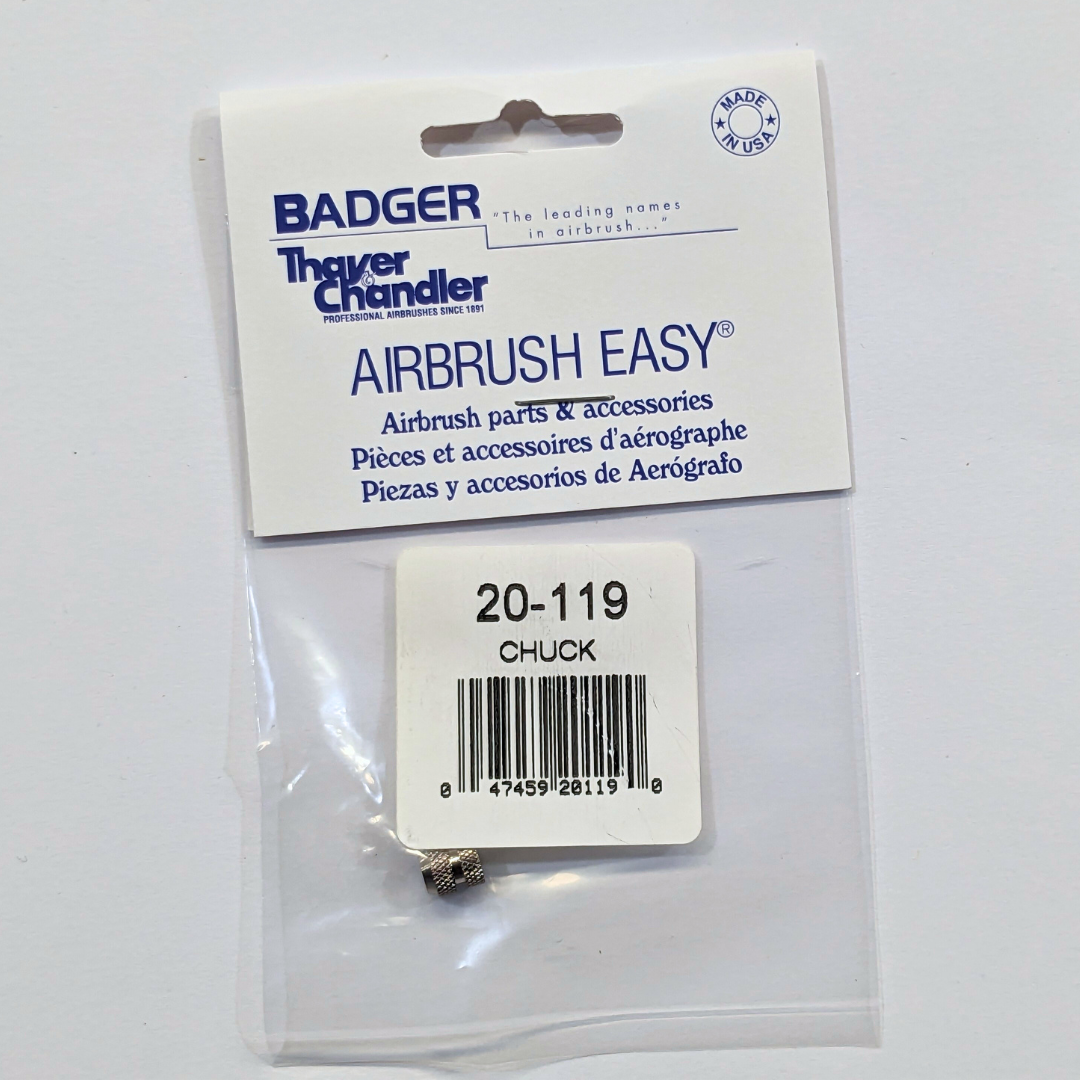 MADE
IN USA
BADGER
"The leading names
in airbrush..."
Thayer
& Chandler
PROFESSIONAL AIRBRUSHES SINCE 1891
AIRBRUSH EASY®
Airbrush parts & accessories
Pièces et accessoires d'aérographe
Piezas y accesorios de Aerógrafo
20-119
CHUCK
0 47459 20119 0